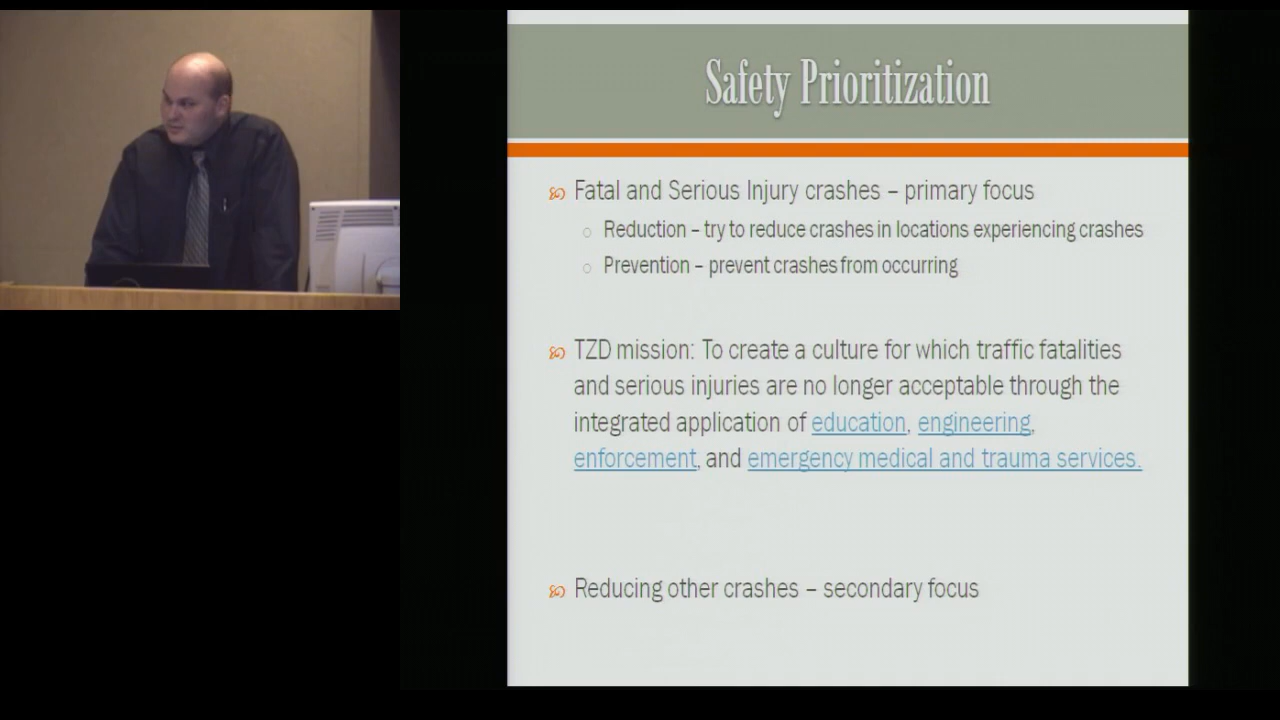 Safety Prioritization
Fatal and Serious Injury crashes – primary focus
Reduction – try to reduce crashes in locations experiencing crashes
Prevention – prevent crashes from occurring
TZD mission: To create a culture for which traffic fatalities
and serious injuries are no longer acceptable through the
integrated application of education, engineering,
enforcement, and emergency medical and trauma services.
Reducing other crashes – secondary focus